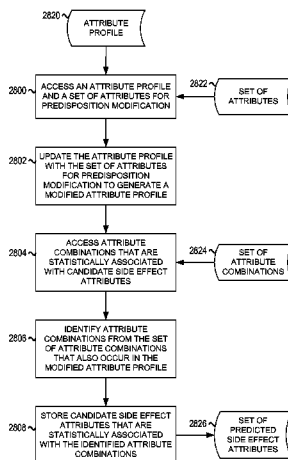 2820
ATTRIBUTE
PROFILE
2800
ACCESS AN ATTRIBUTE PROFILE
AND A SET OF ATTRIBUTES FOR
PREDISPOSITION MODIFICATION
2822
SET OF
ATTRIBUTES
2802
UPDATE THE ATTRIBUTE PROFILE
WITH THE SET OF ATTRIBUTES
FOR PREDISPOSITION
MODIFICATION TO GENERATE A
MODIFIED ATTRIBUTE PROFILE
2804
ACCESS ATTRIBUTE
COMBINATIONS THAT ARE
STATISTICALLY ASSOCIATED
WITH CANDIDATE SIDE EFFECT
ATTRIBUTES
2824
SET OF
ATTRIBUTE
COMBINATIONS
2806
IDENTIFY ATTRIBUTE
COMBINATIONS FROM THE SET
OF ATTRIBUTE COMBINATIONS
THAT ALSO OCCUR IN THE
MODIFIED ATTRIBUTE PROFILE
2808
STORE CANDIDATE SIDE EFFECT
ATTRIBUTES THAT ARE
STATISTICALLY ASSOCIATED
WITH THE IDENTIFIED ATTRIBUTE
COMBINATIONS
2826
SET OF
PREDICTED
SIDE EFFECT
ATTRIBUTES